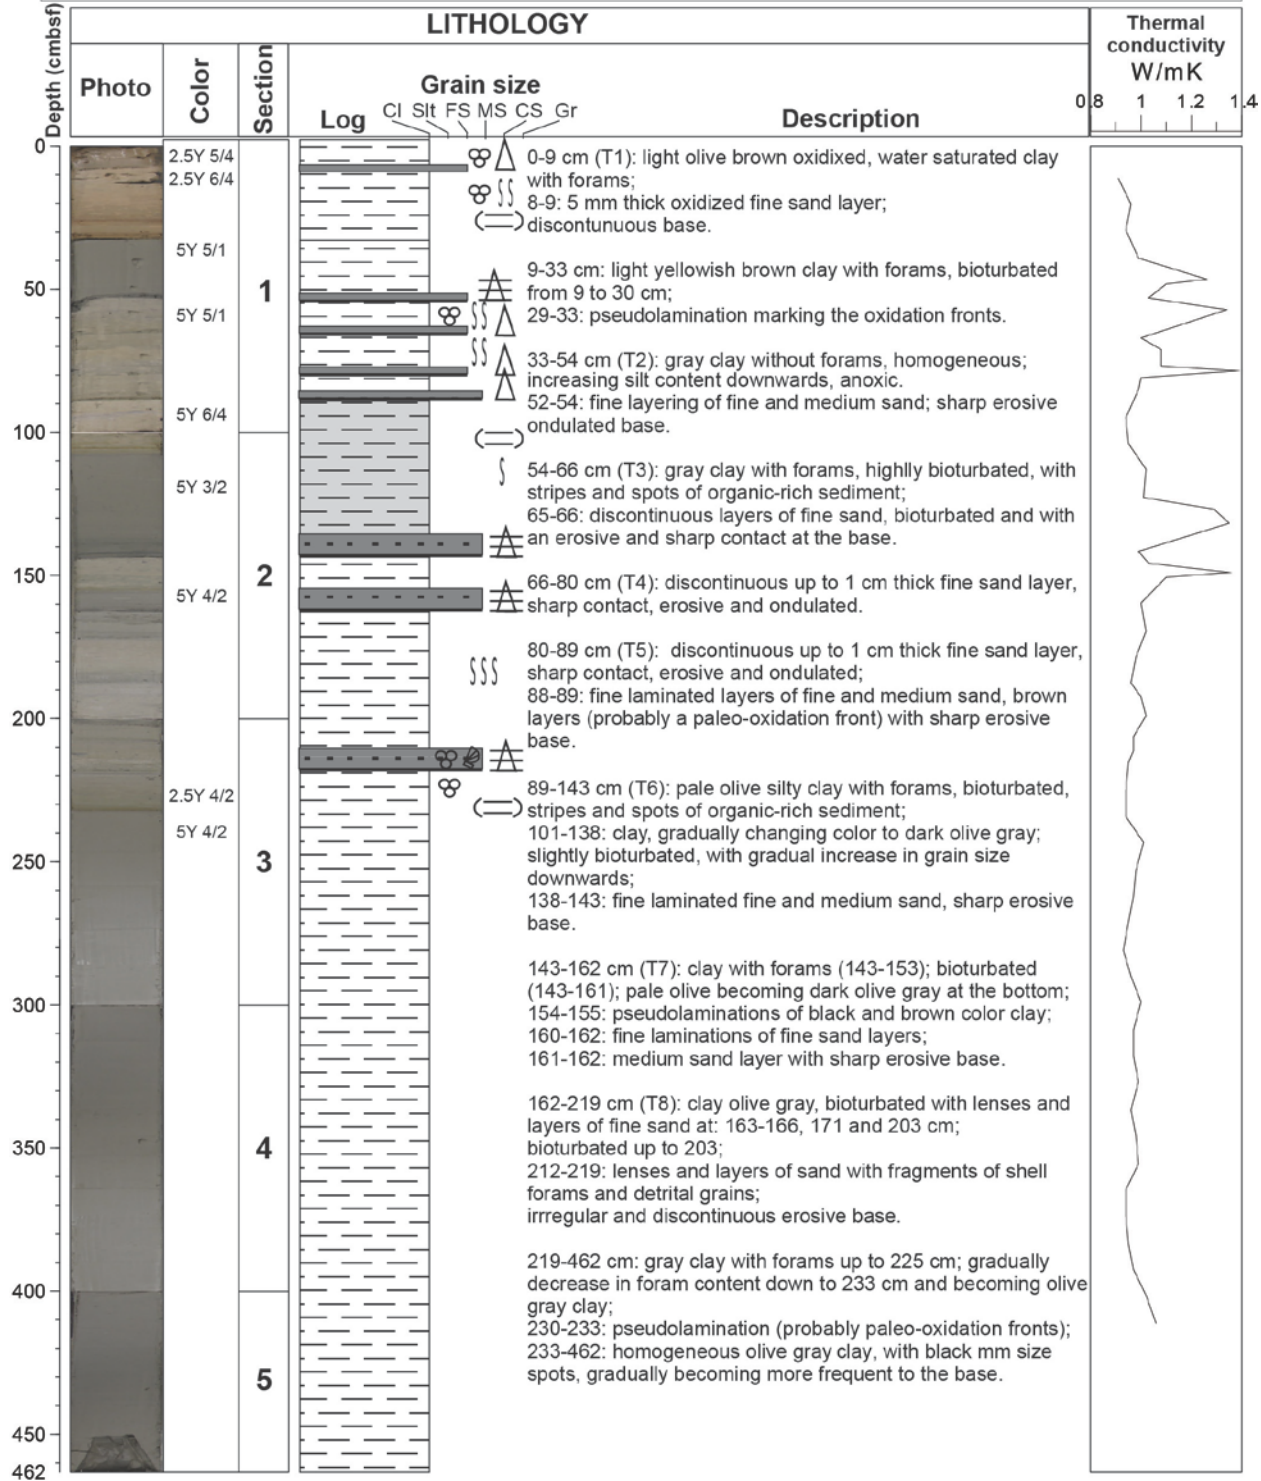 LITHOLOGY
Depth (cmbsf)
Photo
Color
Section
Log
Grain size
Cl Slt FS MS CS Gr
Description
Thermal
conductivity
W/mK
0.8 1 1.2 1.4
0
50
100
150
200
250
300
350
400
450
462
2.5Y 5/4
2.5Y 6/4
5Y 5/1
5Y 5/1
5Y 6/4
5Y 3/2
5Y 4/2
2.5Y 4/2
5Y 4/2
1
2
3
4
5
0-9 cm (T1): light olive brown oxidixed, water saturated clay
with forams;
8-9: 5 mm thick oxidized fine sand layer;
discontunuous base.
9-33 cm: light yellowish brown clay with forams, bioturbated
from 9 to 30 cm;
29-33: pseudolamination marking the oxidation fronts.
33-54 cm (T2): gray clay without forams, homogeneous;
increasing silt content downwards, anoxic.
52-54: fine layering of fine and medium sand; sharp erosive
ondulated base.
54-66 cm (T3): gray clay with forams, highlly bioturbated, with
stripes and spots of organic-rich sediment;
65-66: discontinous layers of fine sand, bioturbated and with
an erosive and sharp contact at the base.
66-80 cm (T4): discontinous up to 1 cm thick fine sand layer,
sharp contact, erosive and ondulated.
80-89 cm (T5): discontinous up to 1 cm thick fine sand layer,
sharp contact, erosive and ondulated;
88-89: fine laminated layers of fine and medium sand, brown
layers (probably a paleo-oxidation front) with sharp erosive
base.
89-143 cm (T6): pale olive silty clay with forams, bioturbated,
stripes and spots of organic-rich sediment;
101-138: clay, gradually changing color to dark olive gray;
slightly bioturbated, with gradual increase in grain size
downwards;
138-143: fine laminated fine and medium sand, sharp erosive
base.
143-162 cm (T7): clay with forams (143-153); bioturbated
(143-161); pale olive becoming dark olive gray at the bottom;
154-155: pseudolaminations of black and brown color clay;
160-162: fine laminations of fine sand layers;
161-162: medium sand layer with sharp erosive base.
162-219 cm (T8): clay olive gray, bioturbated with lenses and
layers of fine sand at: 163-166, 171 and 203 cm;
bioturbated up to 203;
212-219: lenses and layers of sand with fragments of shell
forams and detrital grains;
irrregular and discontinous erosive base.
219-462 cm: gray clay with forams up to 225 cm; gradually
decrease in foram content down to 233 cm and becoming olive
gray clay;
230-233: pseudolamination (probably paleo-oxidation fronts);
233-462: homogeneous olive gray clay, with black mm size
spots, gradually becoming more frequent to the base.